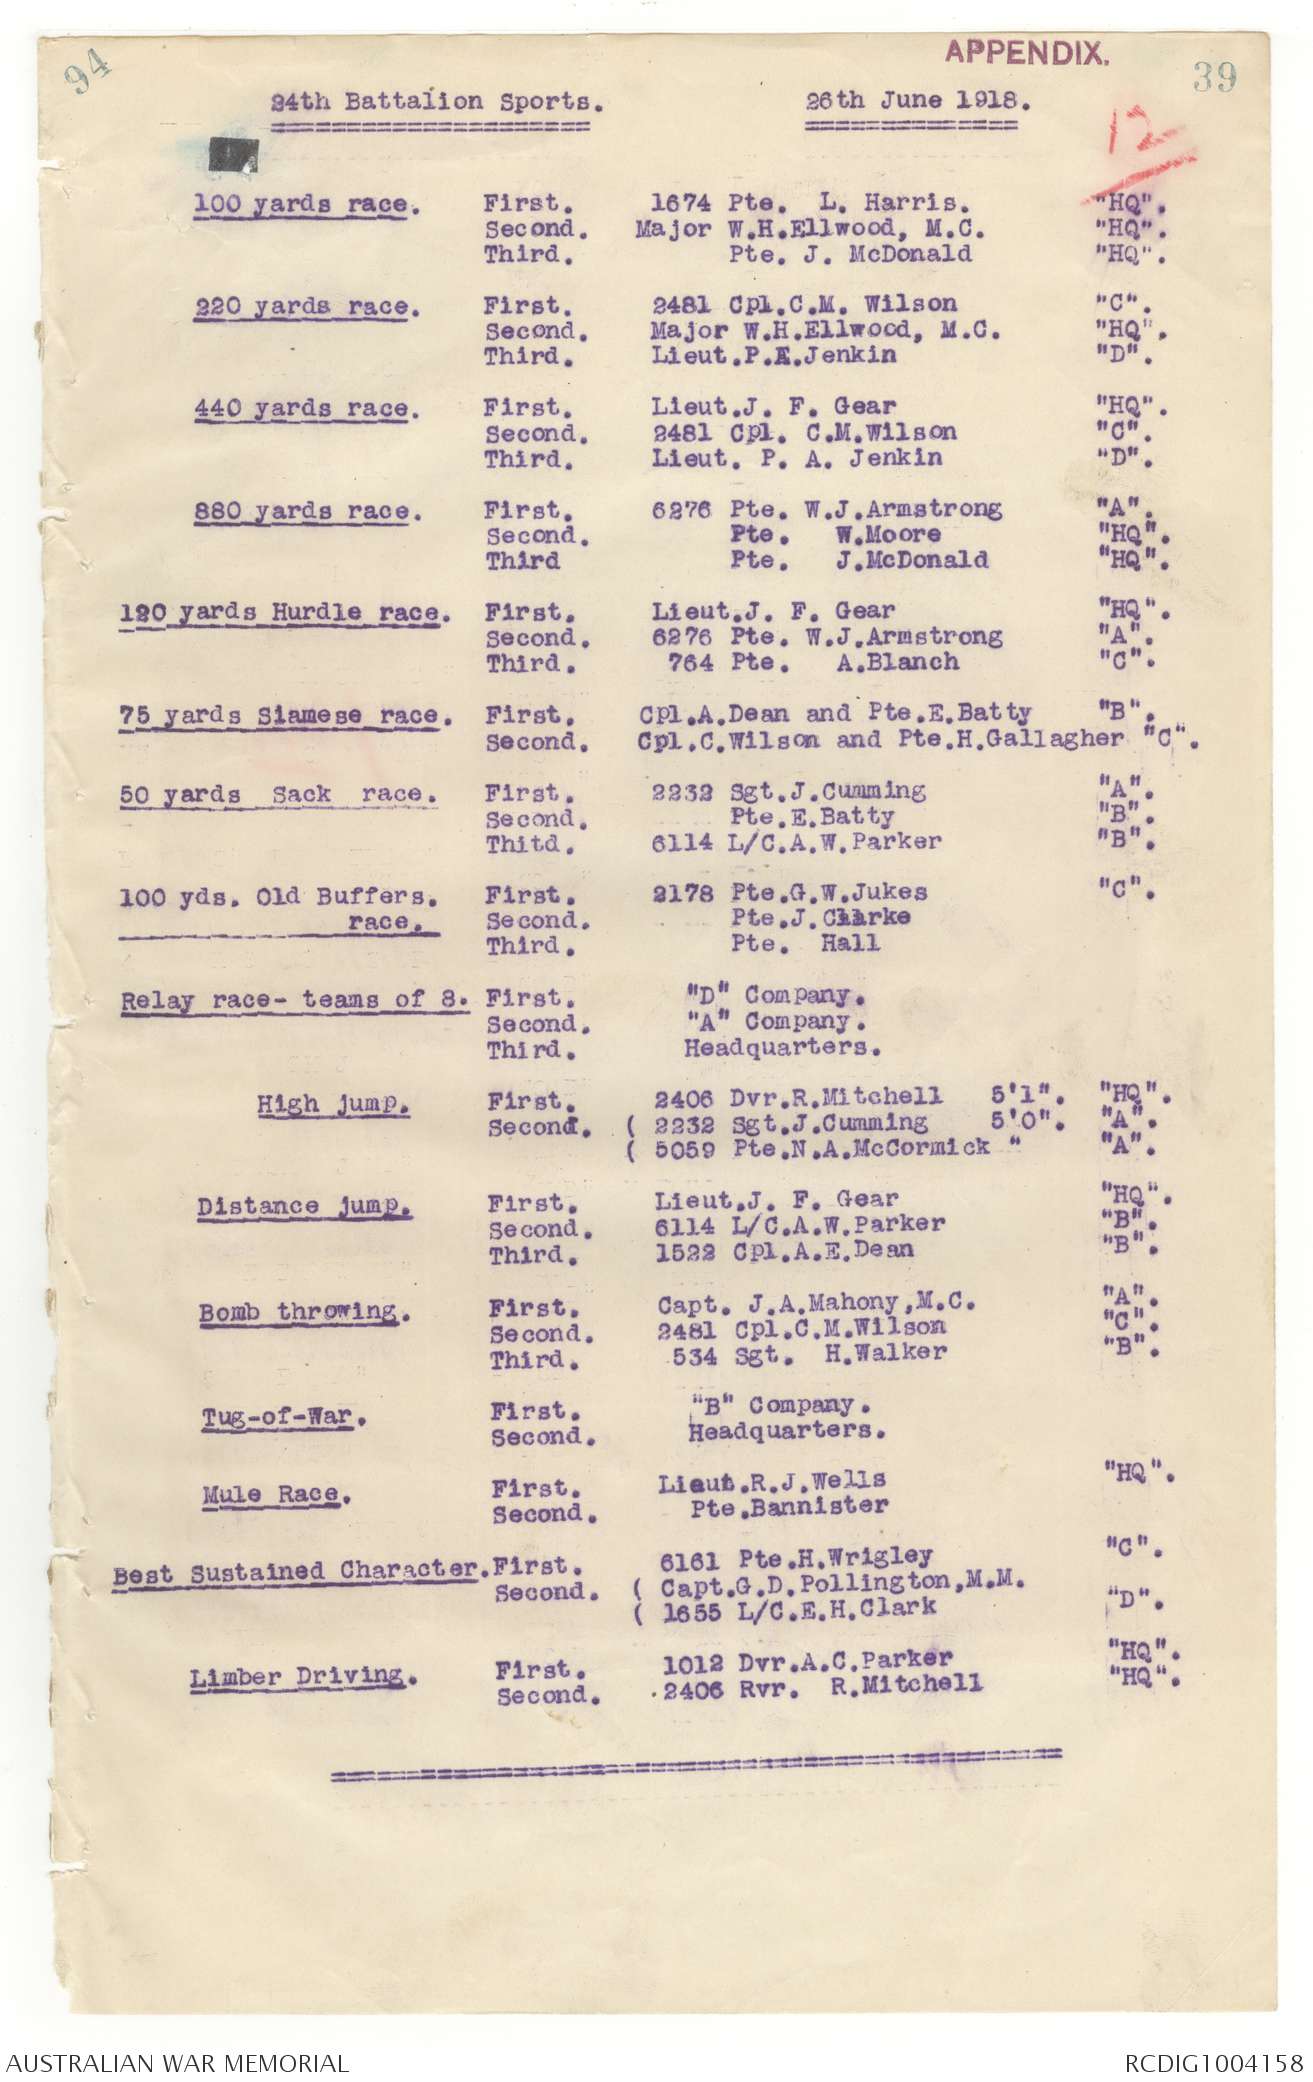 94
APPENDIX.
39
24th Battalion Sports. 26th June 1918.
12
100 yards race. First. 1674 Pte. L. Harris. "HQ".
Second. Major W.H.Ellwood, M.C. "HQ".
Third. Pte. J. McDonald "HQ".
220 yards race. First. 2481 Cpl.C.M. Wilson "C".
Second. Major W.H.Ellwood, M.C. "HQ".
Third. Lieut.P.A.Jenkin "D".
440 yards race. First. Lieut.J. F. Gear "HQ".
Second. 2481 Cpl. C.M.Wilson "C".
Third. Lieut. P. A. Jenkin "D".
880 yards race. First. 6276 Pte. W.J.Armstrong "A".
Second. Pte. W.Moore "HQ".
Third Pte. J.McDonald "HQ".
120 yards Hurdle race. First. Lieut.J. F. Gear "HQ".
Second. 6276 Pte. W.J.Armstrong "A".
Third. 764 Pte. A.Blanch "C".
75 yards Siamese race. First. Cpl.A.Dean and Pte.E.Batty "B".
Second. Cpl.C.Wilson and Pte.H.Gallagher "C".
50 yards Sack race. First. 2232 Sgt.J.Cumming "A".
Second. Pte.E.Batty "B".
Thitd. 6114 L/C.A.W.Parker "B".
100 yds. Old Buffers. First. 2178 Pte.G.W.Jukes "C".
race. Second. Pte.J.Clarke
Third. Pte. Hall
Relay race- teams of 8. First. "D" Company.
Second. "A" Company.
Third. Headquarters.
High jump. First. 2406 Dvr.R.Mitchell 5'1". "HQ".
Second. ( 2232 Sgt.J.Cumming 5'0". "A".
( 5059 Pte.N.A.McCormick " "A".
Distance jump. First. Lieut.J. F. Gear "HQ".
Second. 6114 L/C.A.W.Parker "B".
Third. 1522 Cpl.A.E.Dean "B".
Bomb throwing. First. Capt. J.A.Mahony,M.C. "A".
Second. 2481 Cpl.C.M.Wilson "C".
Third. 534 Sgt. H.Walker "B".
Tug-of-War. First. "B" Company.
Second. Headquarters.
Mule Race. First. Lieut.R.J.Wells "HQ".
Second. Pte.Bannister
Best Sustained Character. First. 6161 Pte.H.Wrigley "C".
Second. ( Capt.G.D.Pollington,M.M.
( 1655 L/C.E.H.Clark "D".
Limber Driving. First. 1012 Dvr.A.C.Parker "HQ".
Second. 2406 Rvr. R.Mitchell "HQ".
AUSTRALIAN WAR MEMORIAL RCDIG1004158